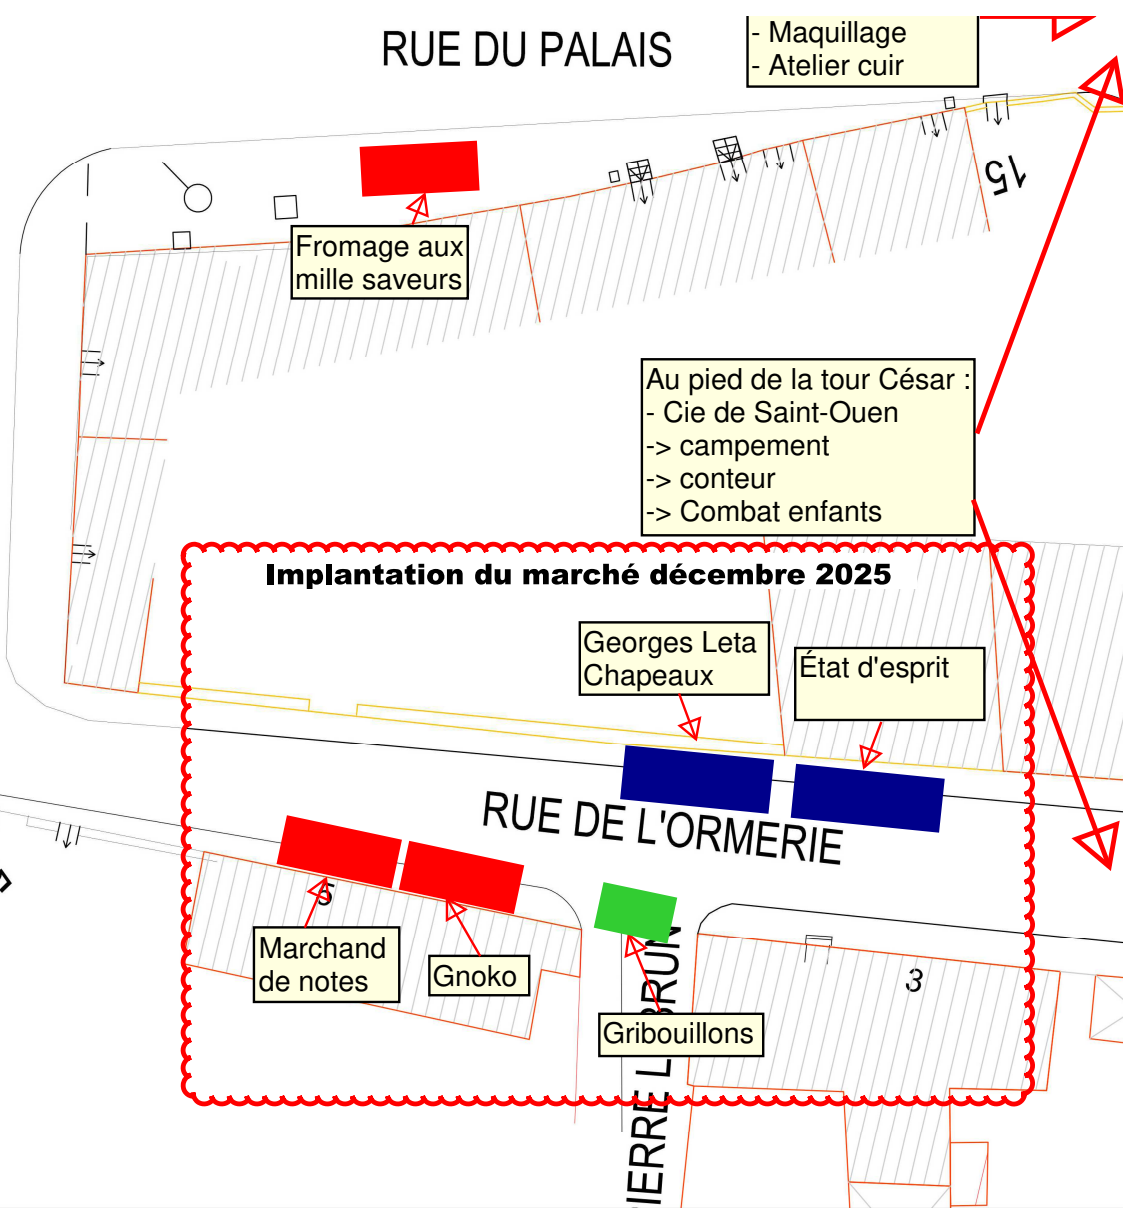 RUE DU PALAIS
- Maquillage
- Atelier cuir
15
Fromage aux
mille saveurs
Au pied de la tour César :
- Cie de Saint-Ouen
-> campement
-> conteur
-> Combat enfants
Implantation du marché décembre 2025
Georges Leta
Chapeaux
État d'esprit
RUE DE L'ORMERIE
5
Marchand
de notes
Gnoko
Gribouillons
3